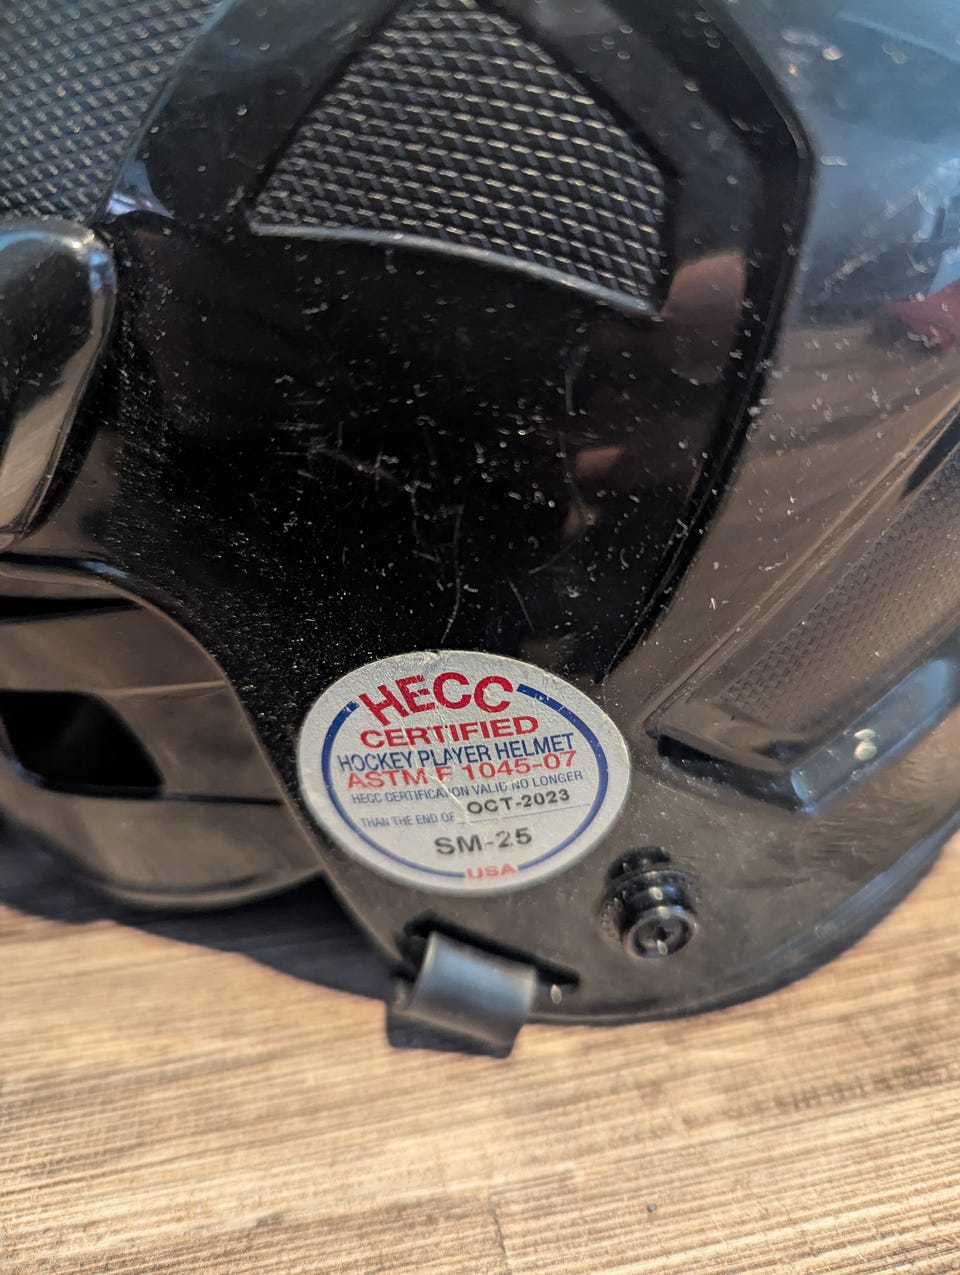 HECC
CERTIFIED
HOCKEY PLAYER HELMET
ASTM F 1045-07
HECC CERTIFICATION VALID NO LONGER
THAN THE END OF OCT-2023
SM-25
USA